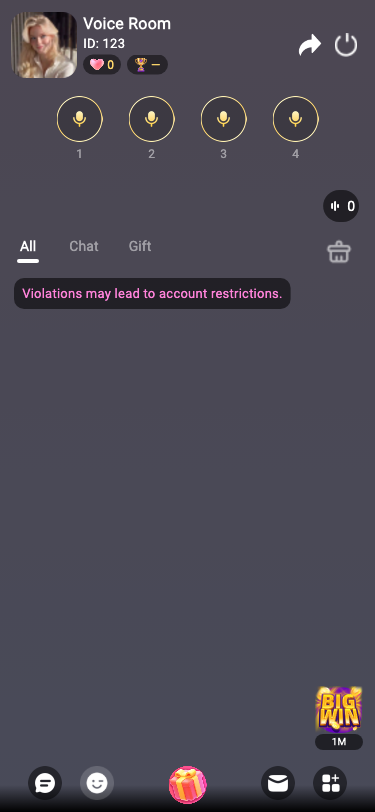 Voice Room
ID: 123
0
–
1
2
3
4
0
All Chat Gift
Violations may lead to account restrictions.
BIG
WIN
1M